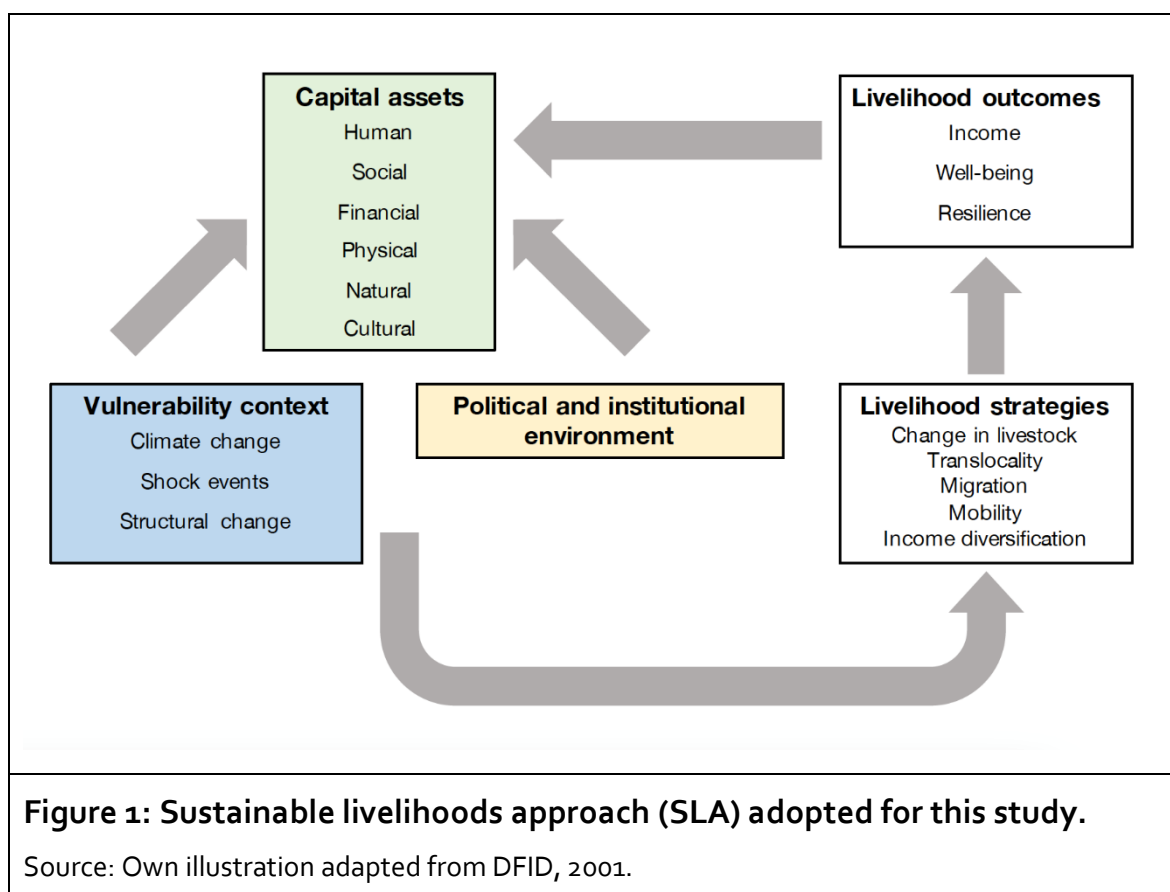 Capital assets
Human
Social
Financial
Physical
Natural
Cultural
Livelihood outcomes
Income
Well-being
Resilience
Vulnerability context
Climate change
Shock events
Structural change
Political and institutional
environment
Livelihood strategies
Change in livestock
Translocality
Migration
Mobility
Income diversification
Figure 1: Sustainable livelihoods approach (SLA) adopted for this study.
Source: Own illustration adapted from DFID, 2001.